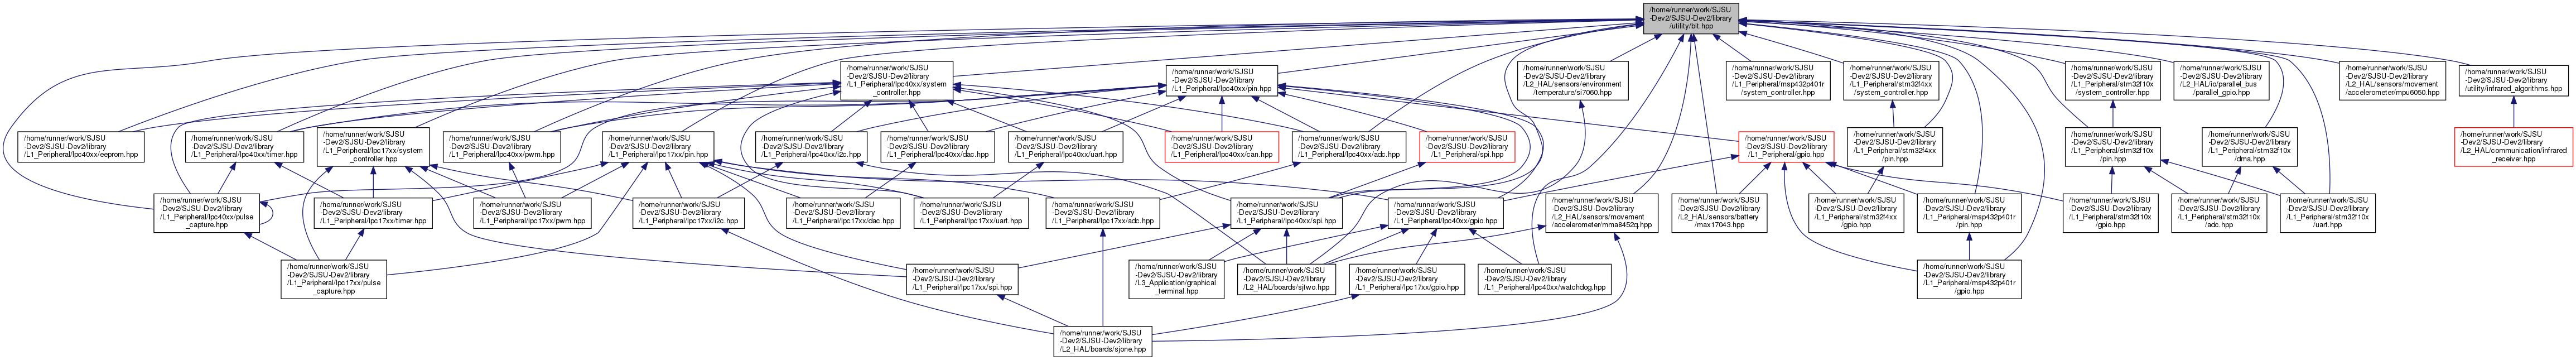 /home/runner/work/SJSU
-Dev2/SJSU-Dev2/library
/utility/bit.hpp
/home/runner/work/SJSU
-Dev2/SJSU-Dev2/library
/L1_Peripheral/lpc40xx/system
_controller.hpp
/home/runner/work/SJSU
-Dev2/SJSU-Dev2/library
/L1_Peripheral/lpc40xx/pin.hpp
/home/runner/work/SJSU
-Dev2/SJSU-Dev2/library
/L2_HAL/sensors/environment
/temperature/si7060.hpp
/home/runner/work/SJSU
-Dev2/SJSU-Dev2/library
/L1_Peripheral/msp432p401r
/system_controller.hpp
/home/runner/work/SJSU
-Dev2/SJSU-Dev2/library
/L1_Peripheral/stm32f4xx
/system_controller.hpp
/home/runner/work/SJSU
-Dev2/SJSU-Dev2/library
/L1_Peripheral/stm32f10x
/system_controller.hpp
/home/runner/work/SJSU
-Dev2/SJSU-Dev2/library
/L2_HAL/io/parallel_bus
/parallel_gpio.hpp
/home/runner/work/SJSU
-Dev2/SJSU-Dev2/library
/L2_HAL/sensors/movement
/accelerometer/mpu6050.hpp
/home/runner/work/SJSU
-Dev2/SJSU-Dev2/library
/utility/infrared_algorithms.hpp
/home/runner/work/SJSU
-Dev2/SJSU-Dev2/library
/L1_Peripheral/lpc40xx/eeprom.hpp
/home/runner/work/SJSU
-Dev2/SJSU-Dev2/library
/L1_Peripheral/lpc40xx/timer.hpp
/home/runner/work/SJSU
-Dev2/SJSU-Dev2/library
/L1_Peripheral/lpc17xx/system
_controller.hpp
/home/runner/work/SJSU
-Dev2/SJSU-Dev2/library
/L1_Peripheral/lpc40xx/pwm.hpp
/home/runner/work/SJSU
-Dev2/SJSU-Dev2/library
/L1_Peripheral/lpc17xx/pin.hpp
/home/runner/work/SJSU
-Dev2/SJSU-Dev2/library
/L1_Peripheral/lpc40xx/i2c.hpp
/home/runner/work/SJSU
-Dev2/SJSU-Dev2/library
/L1_Peripheral/lpc40xx/dac.hpp
/home/runner/work/SJSU
-Dev2/SJSU-Dev2/library
/L1_Peripheral/lpc40xx/uart.hpp
/home/runner/work/SJSU
-Dev2/SJSU-Dev2/library
/L1_Peripheral/lpc40xx/can.hpp
/home/runner/work/SJSU
-Dev2/SJSU-Dev2/library
/L1_Peripheral/lpc40xx/adc.hpp
/home/runner/work/SJSU
-Dev2/SJSU-Dev2/library
/L1_Peripheral/spi.hpp
/home/runner/work/SJSU
-Dev2/SJSU-Dev2/library
/L1_Peripheral/gpio.hpp
/home/runner/work/SJSU
-Dev2/SJSU-Dev2/library
/L1_Peripheral/stm32f4xx
/pin.hpp
/home/runner/work/SJSU
-Dev2/SJSU-Dev2/library
/L1_Peripheral/stm32f10x
/pin.hpp
/home/runner/work/SJSU
-Dev2/SJSU-Dev2/library
/L1_Peripheral/stm32f10x
/dma.hpp
/home/runner/work/SJSU
-Dev2/SJSU-Dev2/library
/L2_HAL/communication/infrared
_receiver.hpp
/home/runner/work/SJSU
-Dev2/SJSU-Dev2/library
/L1_Peripheral/lpc40xx/pulse
_capture.hpp
/home/runner/work/SJSU
-Dev2/SJSU-Dev2/library
/L1_Peripheral/lpc17xx/timer.hpp
/home/runner/work/SJSU
-Dev2/SJSU-Dev2/library
/L1_Peripheral/lpc17xx/pwm.hpp
/home/runner/work/SJSU
-Dev2/SJSU-Dev2/library
/L1_Peripheral/lpc17xx/i2c.hpp
/home/runner/work/SJSU
-Dev2/SJSU-Dev2/library
/L1_Peripheral/lpc17xx/dac.hpp
/home/runner/work/SJSU
-Dev2/SJSU-Dev2/library
/L1_Peripheral/lpc17xx/uart.hpp
/home/runner/work/SJSU
-Dev2/SJSU-Dev2/library
/L1_Peripheral/lpc17xx/adc.hpp
/home/runner/work/SJSU
-Dev2/SJSU-Dev2/library
/L1_Peripheral/lpc40xx/spi.hpp
/home/runner/work/SJSU
-Dev2/SJSU-Dev2/library
/L1_Peripheral/lpc40xx/gpio.hpp
/home/runner/work/SJSU
-Dev2/SJSU-Dev2/library
/L2_HAL/sensors/movement
/accelerometer/mma8452q.hpp
/home/runner/work/SJSU
-Dev2/SJSU-Dev2/library
/L2_HAL/sensors/battery
/max17043.hpp
/home/runner/work/SJSU
-Dev2/SJSU-Dev2/library
/L1_Peripheral/stm32f4xx
/gpio.hpp
/home/runner/work/SJSU
-Dev2/SJSU-Dev2/library
/L1_Peripheral/msp432p401r
/pin.hpp
/home/runner/work/SJSU
-Dev2/SJSU-Dev2/library
/L1_Peripheral/stm32f10x
/gpio.hpp
/home/runner/work/SJSU
-Dev2/SJSU-Dev2/library
/L1_Peripheral/stm32f10x
/adc.hpp
/home/runner/work/SJSU
-Dev2/SJSU-Dev2/library
/L1_Peripheral/stm32f10x
/uart.hpp
/home/runner/work/SJSU
-Dev2/SJSU-Dev2/library
/L1_Peripheral/lpc17xx/pulse
_capture.hpp
/home/runner/work/SJSU
-Dev2/SJSU-Dev2/library
/L1_Peripheral/lpc17xx/spi.hpp
/home/runner/work/SJSU
-Dev2/SJSU-Dev2/library
/L3_Application/graphical
_terminal.hpp
/home/runner/work/SJSU
-Dev2/SJSU-Dev2/library
/L2_HAL/boards/sjtwo.hpp
/home/runner/work/SJSU
-Dev2/SJSU-Dev2/library
/L1_Peripheral/lpc17xx/gpio.hpp
/home/runner/work/SJSU
-Dev2/SJSU-Dev2/library
/L1_Peripheral/lpc40xx/watchdog.hpp
/home/runner/work/SJSU
-Dev2/SJSU-Dev2/library
/L1_Peripheral/msp432p401r
/gpio.hpp
/home/runner/work/SJSU
-Dev2/SJSU-Dev2/library
/L2_HAL/boards/sjone.hpp